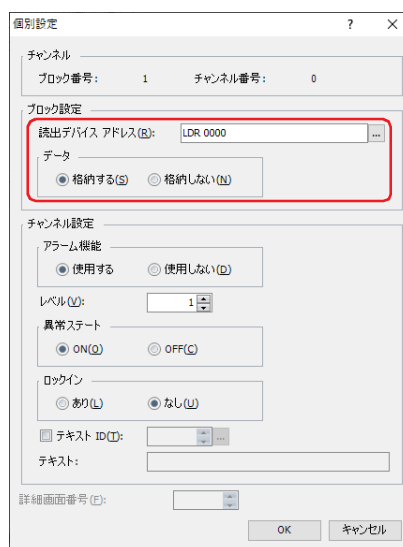 個別設定 ? ×
チャンネル
ブロック番号: 1 チャンネル番号: 0
ブロック設定
読出デバイス アドレス(R): LDR 0000 ...
データ
格納する(S) 格納しない(N)
チャンネル設定
アラーム機能
使用する 使用しない(D)
レベル(V): 1
異常ステート
ON(O) OFF(C)
ロックイン
あり(L) なし(U)
テキスト ID(T): ...
テキスト:
詳細画面番号(F):
OK キャンセル